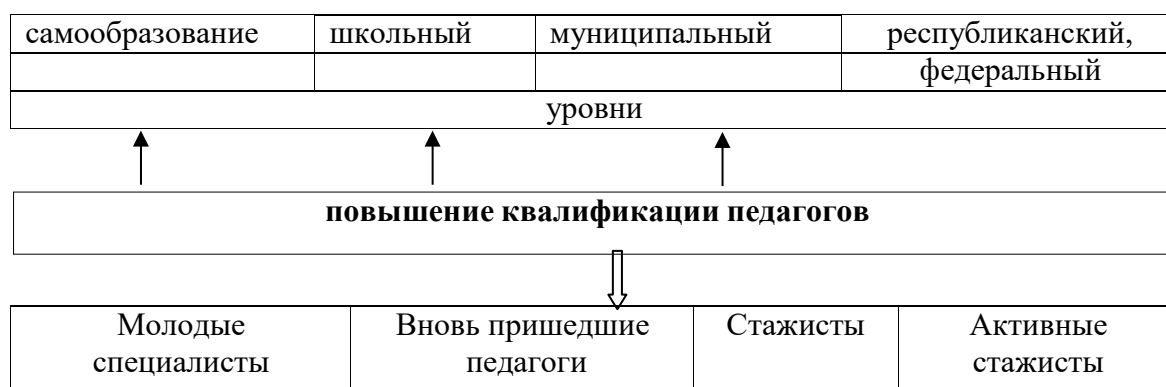 самообразование школьный муниципальный республиканский,
федеральный
уровни
повышение квалификации педагогов
Молодые Вновь пришедшие Стажисты Активные
специалисты педагоги стажисты